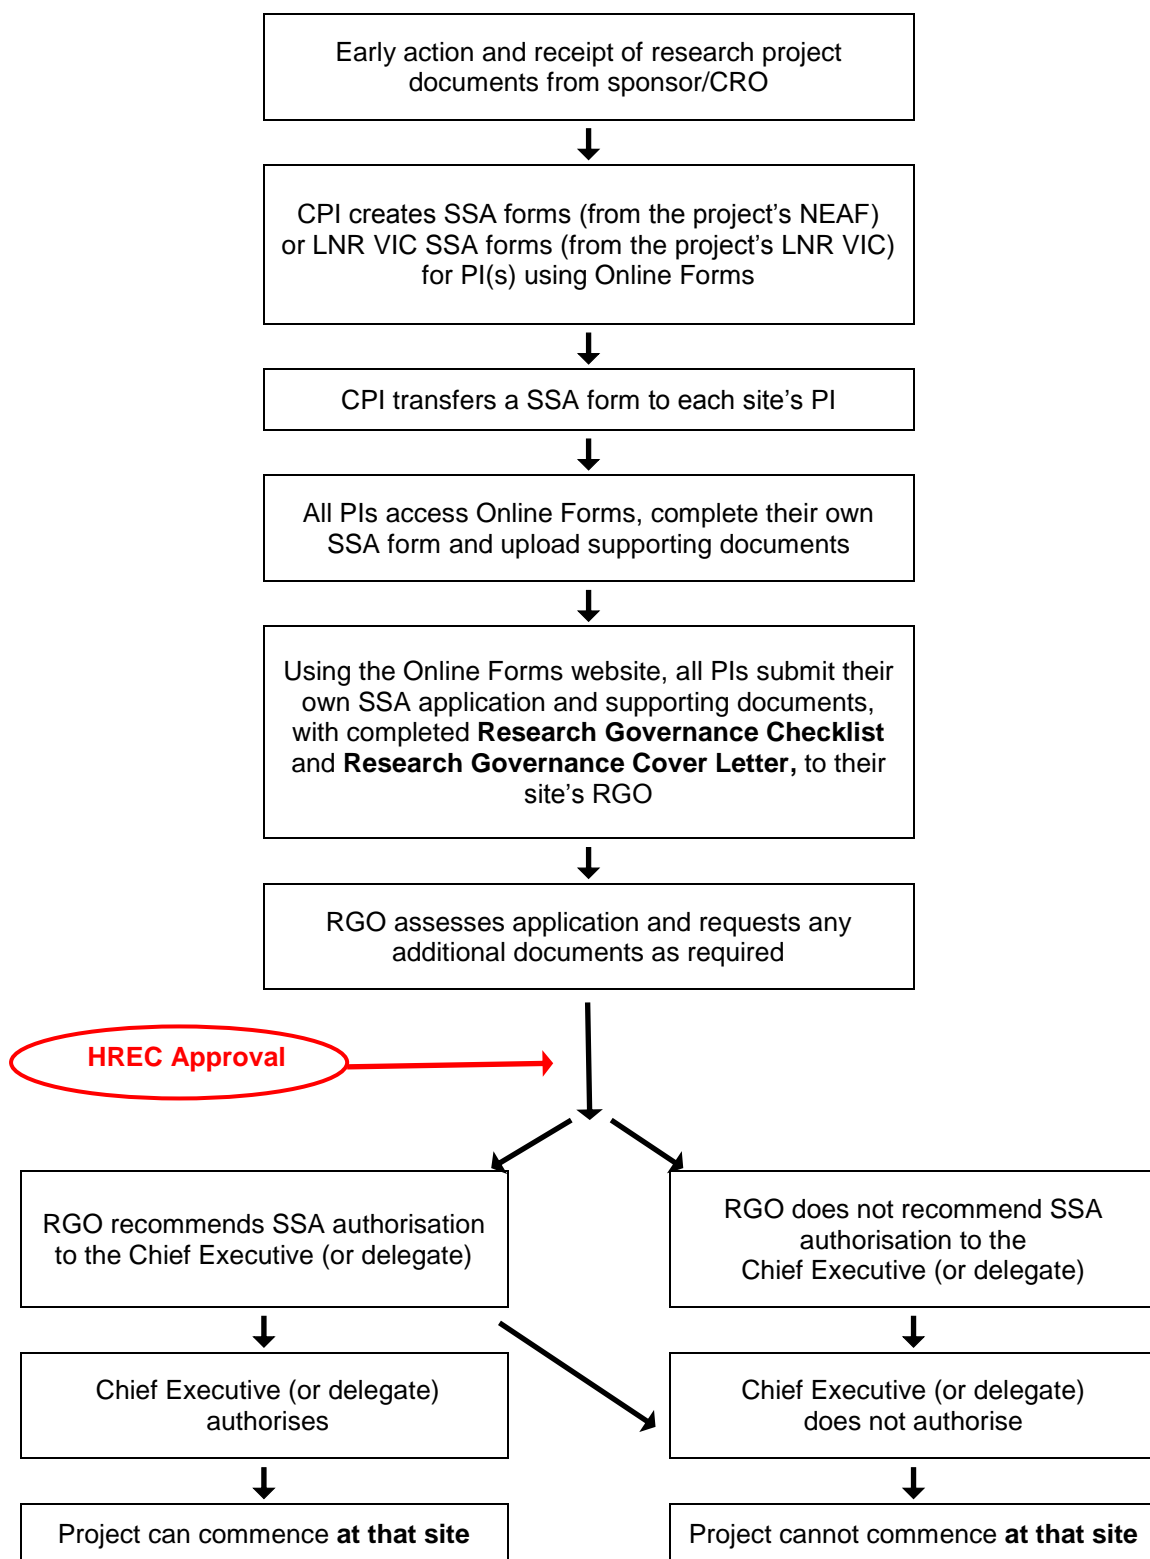 Early action and receipt of research project
documents from sponsor/CRO
CPI creates SSA forms (from the project's NEAF)
or LNR VIC SSA forms (from the project's LNR VIC)
for PI(s) using Online Forms
CPI transfers a SSA form to each site's PI
All PIs access Online Forms, complete their own
SSA form and upload supporting documents
Using the Online Forms website, all PIs submit their
own SSA application and supporting documents,
with completed Research Governance Checklist
and Research Governance Cover Letter, to their
site's RGO
RGO assesses application and requests any
additional documents as required
HREC Approval
RGO recommends SSA authorisation
to the Chief Executive (or delegate)
RGO does not recommend SSA
authorisation to the
Chief Executive (or delegate)
Chief Executive (or delegate)
authorises
Chief Executive (or delegate)
does not authorise
Project can commence at that site
Project cannot commence at that site